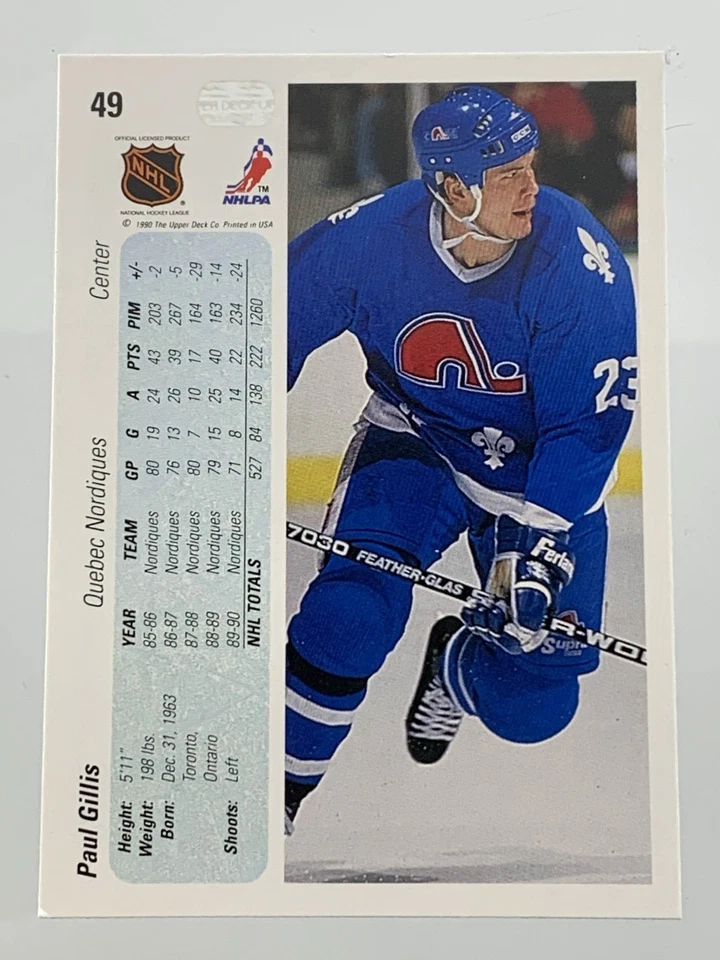 49
OFFICIAL LICENSED PRODUCT
NHL
®
NATIONAL HOCKEY LEAGUE
TM
NHLPA
© 1990 The Upper Deck Co. Printed in USA
Paul Gillis Quebec Nordiques Center
Height: 5'11"
Weight: 198 lbs.
Born: Dec. 31, 1963
Toronto,
Ontario
Shoots: Left
YEAR TEAM GP G A PTS PIM +/-
85-86 Nordiques 80 19 24 43 203 -2
86-87 Nordiques 76 13 26 39 267 -5
87-88 Nordiques 80 7 10 17 164 -29
88-89 Nordiques 79 15 25 40 163 -14
89-90 Nordiques 71 8 14 22 234 -24
NHL TOTALS 527 84 138 222 1260
23
7030 FEATHER-GLAS
R-WO
Ferland
Supra